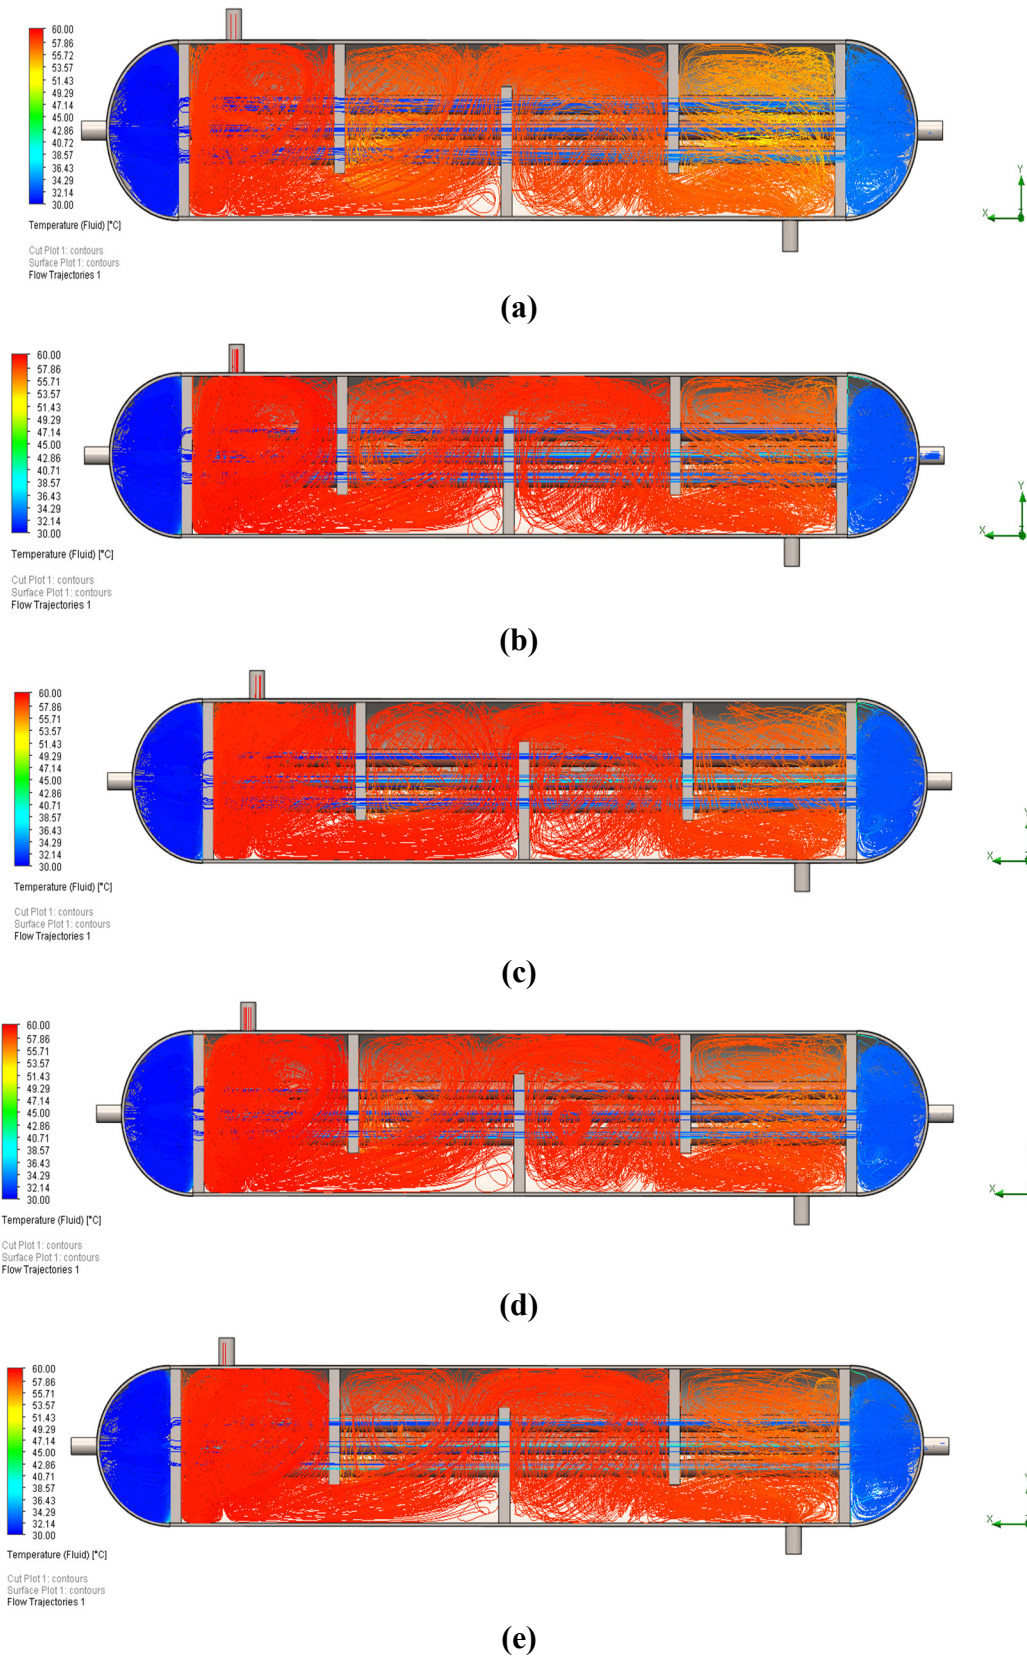 60.00
57.86
55.72
53.57
51.43
49.29
47.14
45.00
42.86
40.72
38.57
36.43
34.29
32.14
30.00
Temperature (Fluid) [°C]
Cut Plot 1: contours
Surface Plot 1: contours
Flow Trajectories 1
Y
X
Z
(a)
60.00
57.86
55.71
53.57
51.43
49.29
47.14
45.00
42.86
40.71
38.57
36.43
34.29
32.14
30.00
Temperature (Fluid) [°C]
Cut Plot 1: contours
Surface Plot 1: contours
Flow Trajectories 1
Y
X
(b)
60.00
57.86
55.71
53.57
51.43
49.29
47.14
45.00
42.86
40.71
38.57
36.43
34.29
32.14
30.00
Temperature (Fluid) [°C]
Cut Plot 1: contours
Surface Plot 1: contours
Flow Trajectories 1
X
(c)
60.00
57.86
55.71
53.57
51.43
49.29
47.14
45.00
42.86
40.71
38.57
36.43
34.29
32.14
30.00
Temperature (Fluid) [°C]
Cut Plot 1: contours
Surface Plot 1: contours
Flow Trajectories 1
X
(d)
60.00
57.86
55.71
53.57
51.43
49.29
47.14
45.00
42.86
40.71
38.57
36.43
34.29
32.14
30.00
Temperature (Fluid) [°C]
Cut Plot 1: contours
Surface Plot 1: contours
Flow Trajectories 1
X
(e)